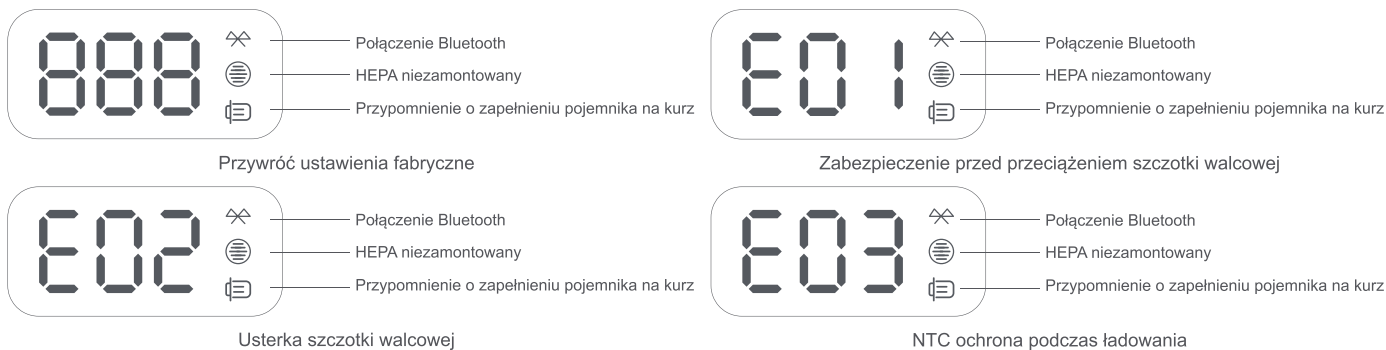 888
Połączenie Bluetooth
HEPA niezamontowany
Przypomnienie o zapełnieniu pojemnika na kurz
Przywróć ustawienia fabryczne
E01
Połączenie Bluetooth
HEPA niezamontowany
Przypomnienie o zapełnieniu pojemnika na kurz
Zabezpieczenie przed przeciążeniem szczotki walcowej
E02
Połączenie Bluetooth
HEPA niezamontowany
Przypomnienie o zapełnieniu pojemnika na kurz
Usterka szczotki walcowej
E03
Połączenie Bluetooth
HEPA niezamontowany
Przypomnienie o zapełnieniu pojemnika na kurz
NTC ochrona podczas ładowania